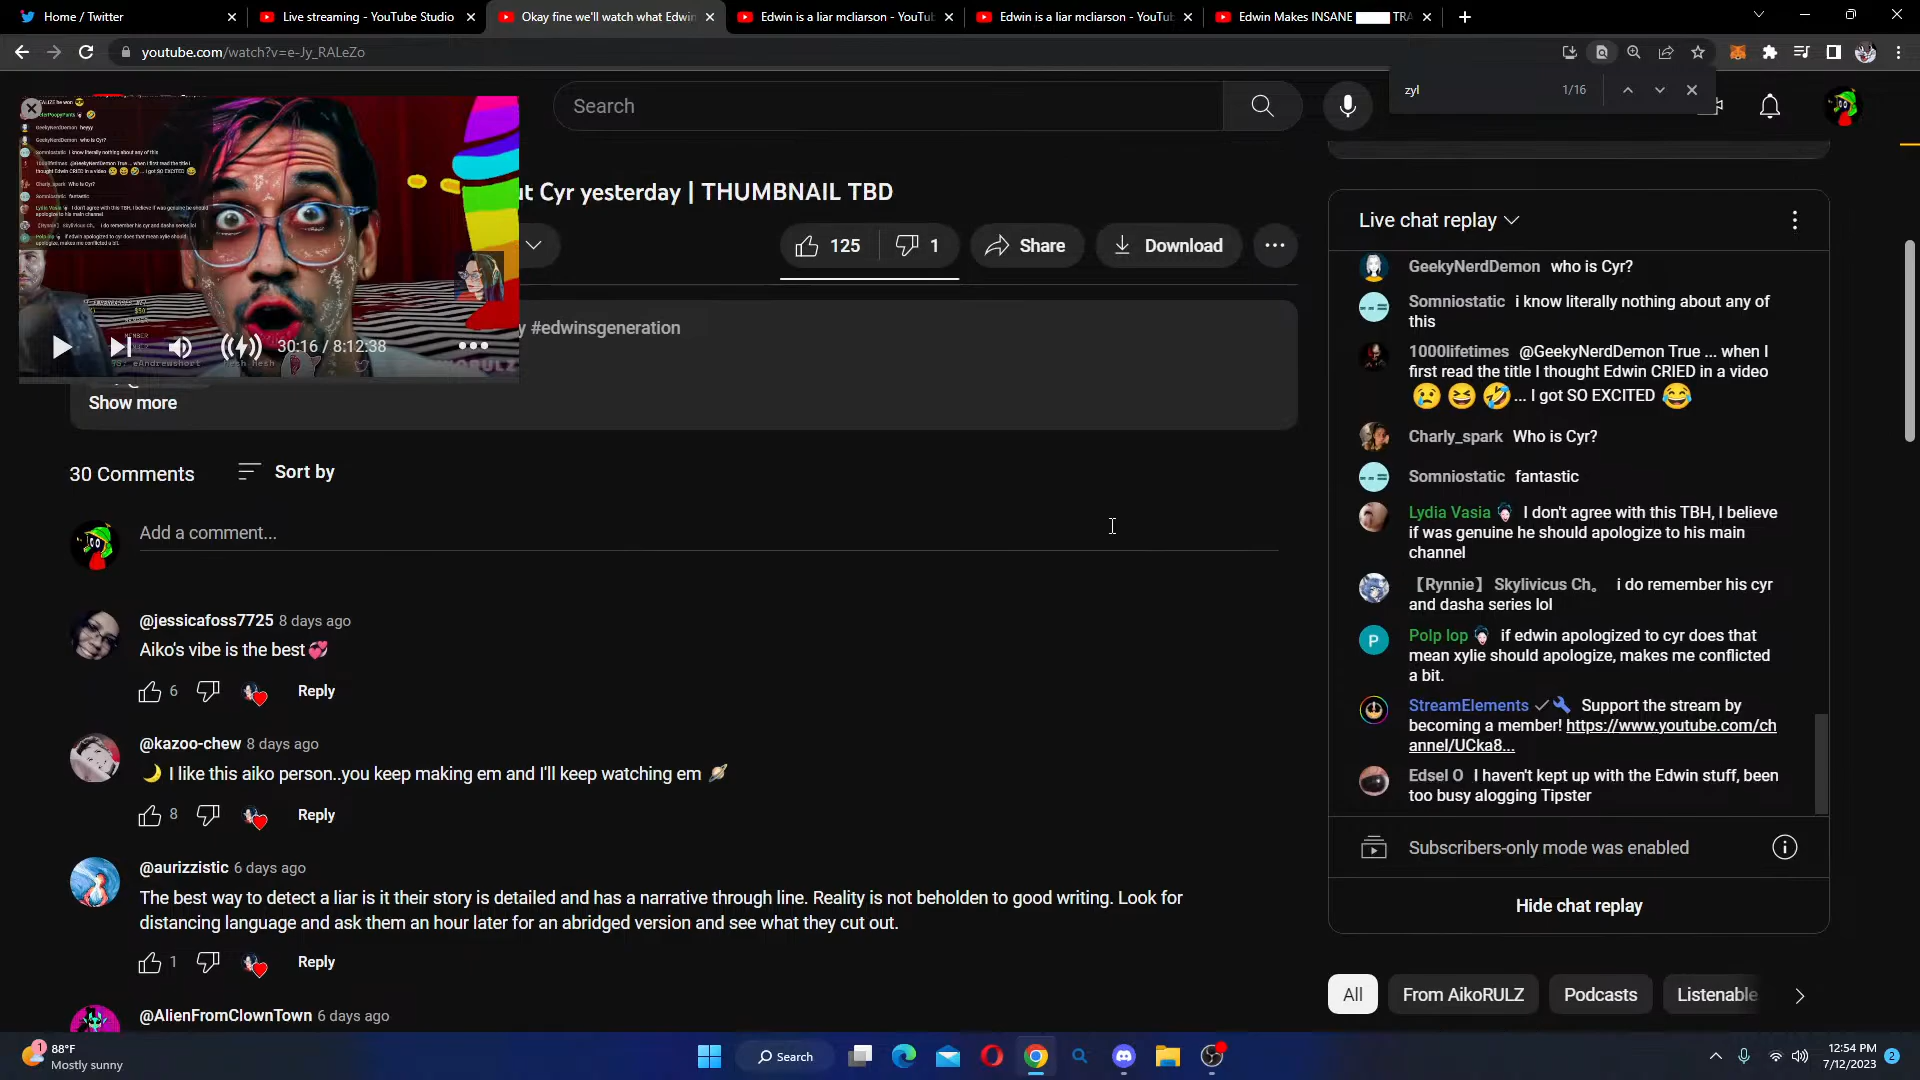 Home / Twitter
Live streaming - YouTube Studio
Okay fine we'll watch what Edwin
Edwin is a liar mcliarson - YouTub
Edwin is a liar mcliarson - YouTub
Edwin Makes INSANE
TRA
youtube.com/watch?v=e-Jy_RALeZo
zyl
1/16
Search
ut Cyr yesterday | THUMBNAIL TBD
125
1
Share
Download
y #edwinsgeneration
Show more
30:16 / 8:12:38
30 Comments
Sort by
Add a comment...
@jessicafoss7725 8 days ago
Aiko's vibe is the best💞
6
Reply
@kazoo-chew 8 days ago
🌙 I like this aiko person..you keep making em and I'll keep watching em 🪐
8
Reply
@aurizzistic 6 days ago
The best way to detect a liar is it their story is detailed and has a narrative through line. Reality is not beholden to good writing. Look for
distancing language and ask them an hour later for an abridged version and see what they cut out.
1
Reply
@AlienFromClownTown 6 days ago
Live chat replay
GeekyNerdDemon who is Cyr?
Somniostatic i know literally nothing about any of
this
1000lifetimes @GeekyNerdDemon True ... when I
first read the title I thought Edwin CRIED in a video
😢 😆 🤣 ... I got SO EXCITED 😂
Charly_spark Who is Cyr?
Somniostatic fantastic
Lydia Vasia I don't agree with this TBH, I believe
if was genuine he should apologize to his main
channel
【Rynnie】 Skylivicus Ch。 i do remember his cyr
and dasha series lol
P
Polp lop if edwin apologized to cyr does that
mean xylie should apologize, makes me conflicted
a bit.
StreamElements Support the stream by
becoming a member! https://www.youtube.com/ch
annel/UCka8...
Edsel O I haven't kept up with the Edwin stuff, been
too busy alogging Tipster
Subscribers-only mode was enabled
Hide chat replay
All
From AikoRULZ
Podcasts
Listenable
1
88°F
Mostly sunny
Search
12:54 PM
7/12/2023
2